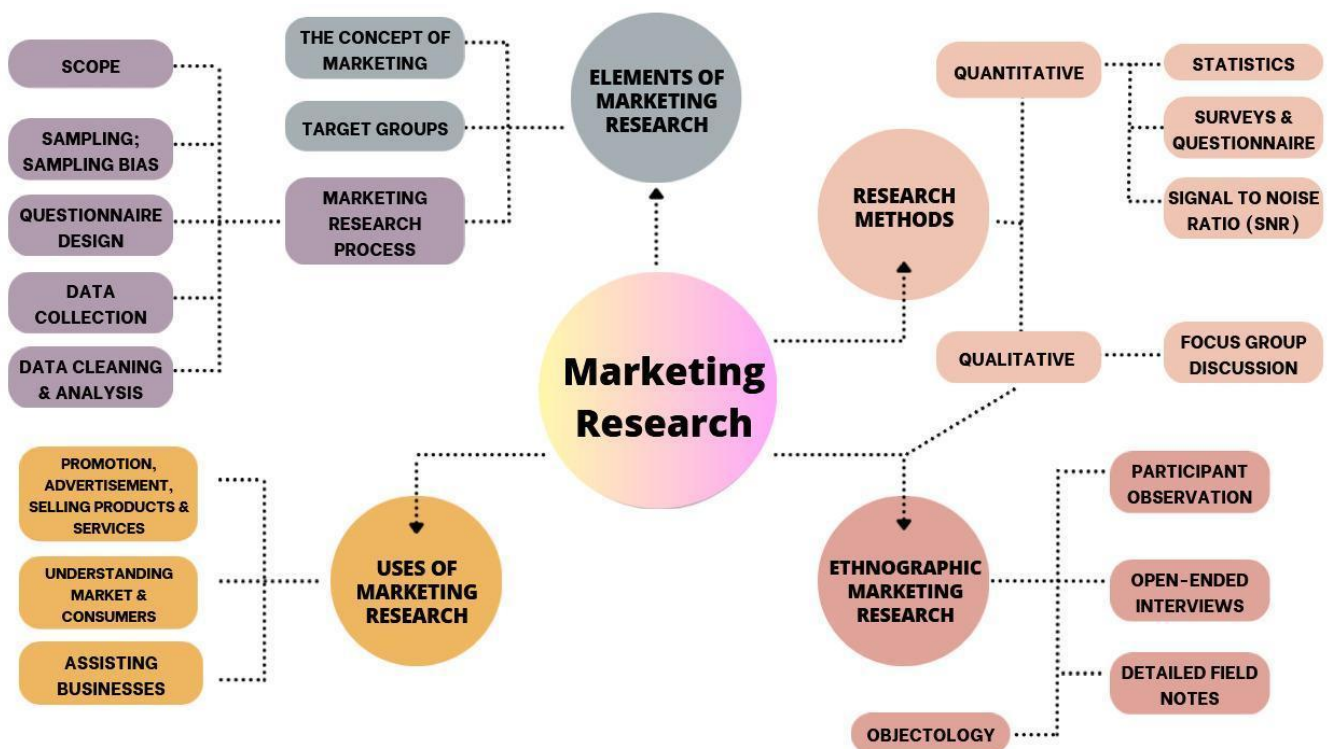 Marketing
Research
ELEMENTS OF
MARKETING
RESEARCH
THE CONCEPT OF
MARKETING
TARGET GROUPS
MARKETING
RESEARCH
PROCESS
SCOPE
SAMPLING;
SAMPLING BIAS
QUESTIONNAIRE
DESIGN
DATA
COLLECTION
DATA CLEANING
& ANALYSIS
RESEARCH
METHODS
QUANTITATIVE
STATISTICS
SURVEYS &
QUESTIONNAIRE
SIGNAL TO NOISE
RATIO (SNR)
QUALITATIVE
FOCUS GROUP
DISCUSSION
USES OF
MARKETING
RESEARCH
PROMOTION,
ADVERTISEMENT,
SELLING PRODUCTS &
SERVICES
UNDERSTANDING
MARKET &
CONSUMERS
ASSISTING
BUSINESSES
ETHNOGRAPHIC
MARKETING
RESEARCH
PARTICIPANT
OBSERVATION
OPEN-ENDED
INTERVIEWS
DETAILED FIELD
NOTES
OBJECTOLOGY